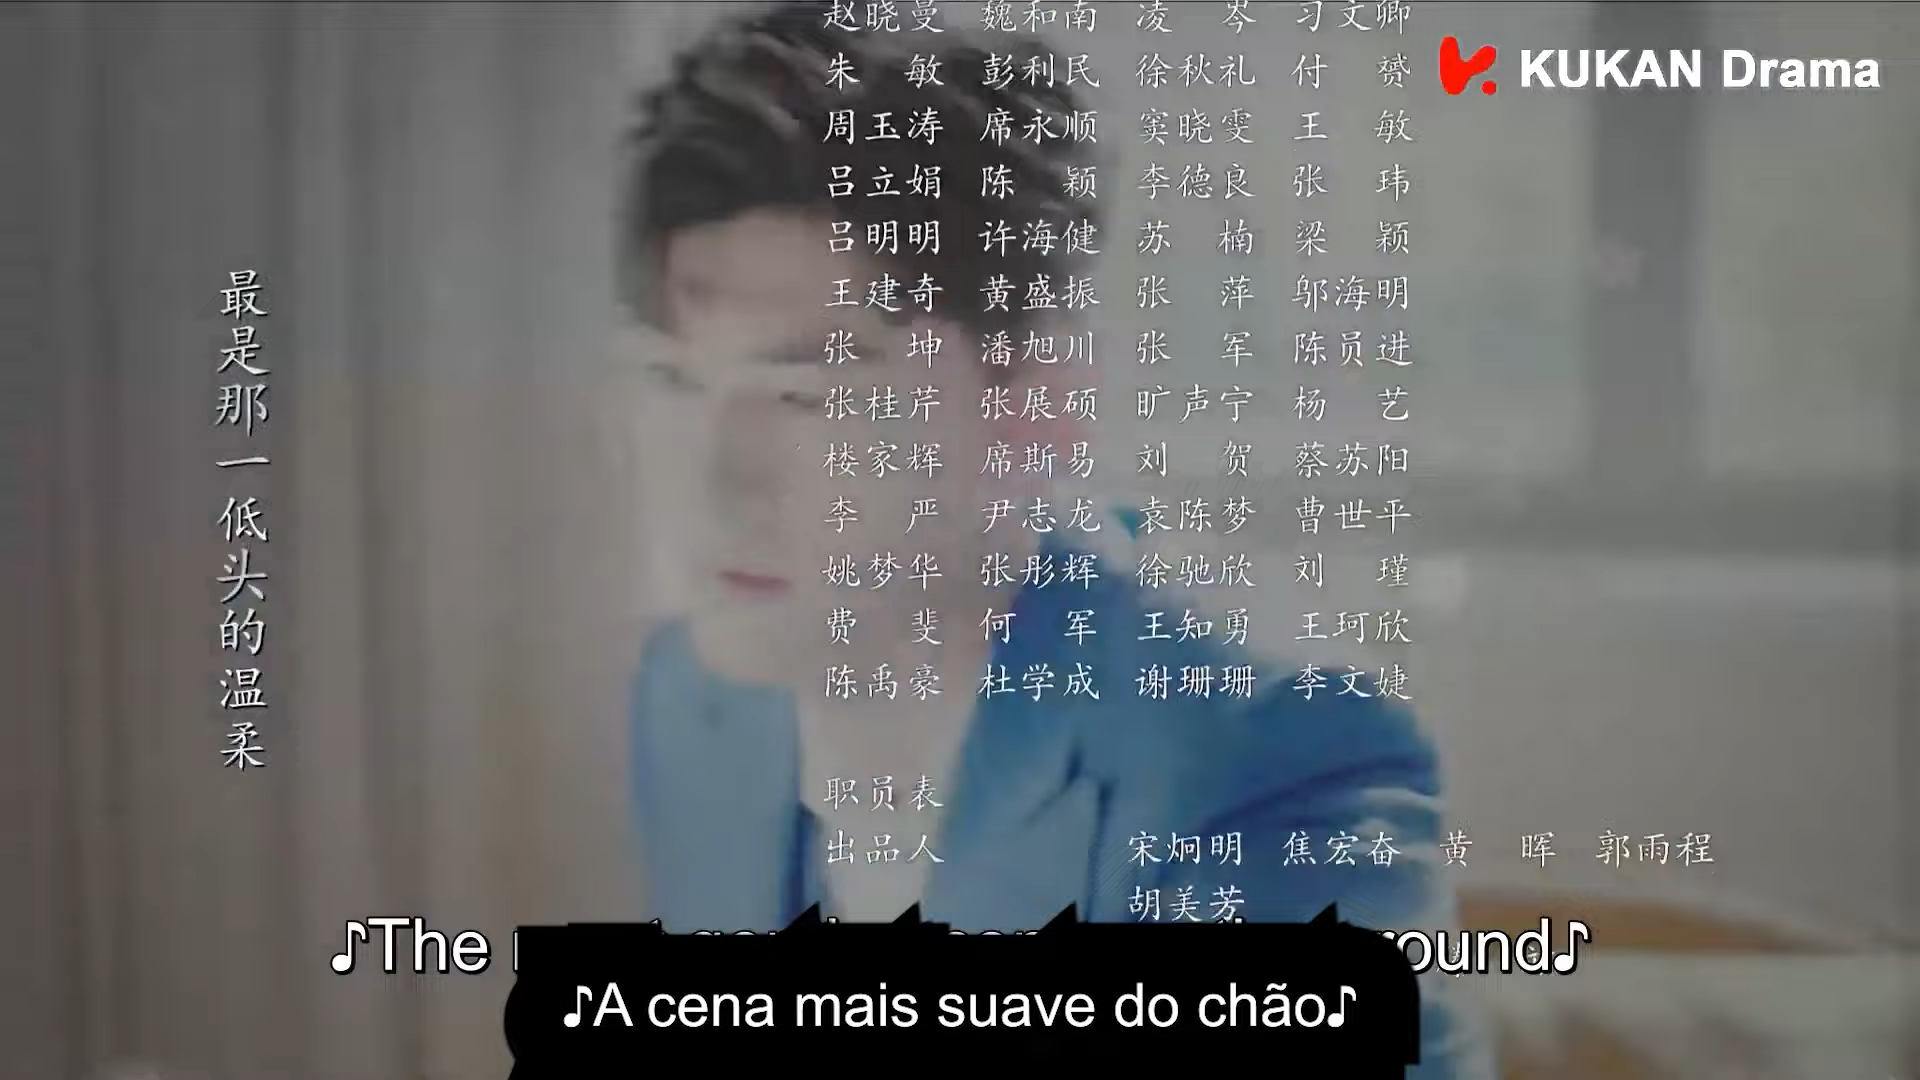 赵晓曼 魏和南 凌岑 习文卿
KUKAN Drama
朱敏 彭利民 徐秋礼 付赟
周玉涛 席永顺 窦晓雯 王敏
吕立娟 陈颖 李德良 张玮
吕明明 许海健 苏楠 梁颖
王建奇 黄盛振 张萍 邬海明
张坤 潘旭川 张军 陈员进
张桂芹 张展硕 旷声宁 杨艺
楼家辉 席斯易 刘贺 蔡苏阳
李严 尹志龙 袁陈梦 曹世平
姚梦华 张彤辉 徐驰欣 刘瑾
费斐 何军 王知勇 王珂欣
陈禹豪 杜学成 谢珊珊 李文婕
最是那一低头的温柔
职员表
出品人 宋炯明 焦宏奋 黄晖 郭雨程
胡美芳
♪The
♪A cena mais suave do chão♪